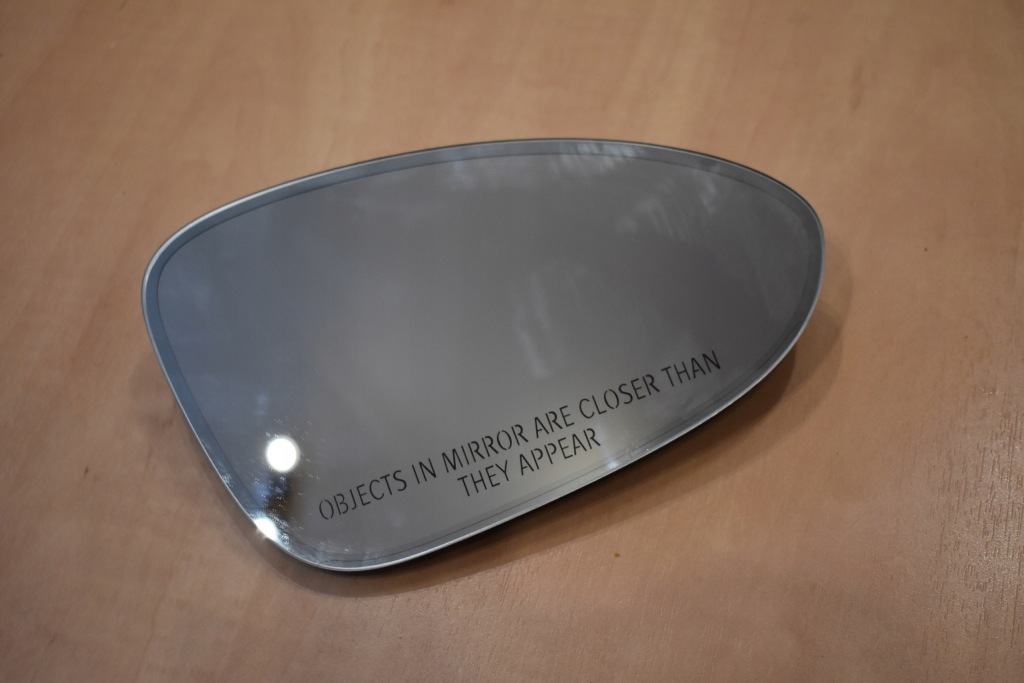 OBJECTS IN MIRROR ARE CLOSER THAN
THEY APPEAR